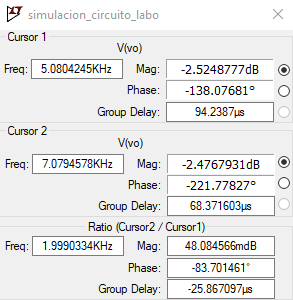 simulacion_circuito_labo
Cursor 1
V(vo)
Freq: 5.0804245KHz Mag: -2.5248777dB
Phase: -138.07681°
Group Delay: 94.2387µs
Cursor 2
V(vo)
Freq: 7.0794578KHz Mag: -2.4767931dB
Phase: -221.77827°
Group Delay: 68.371603µs
Ratio (Cursor2 / Cursor1)
Freq: 1.9990334KHz Mag: 48.084566mdB
Phase: -83.701461°
Group Delay: -25.867097µs